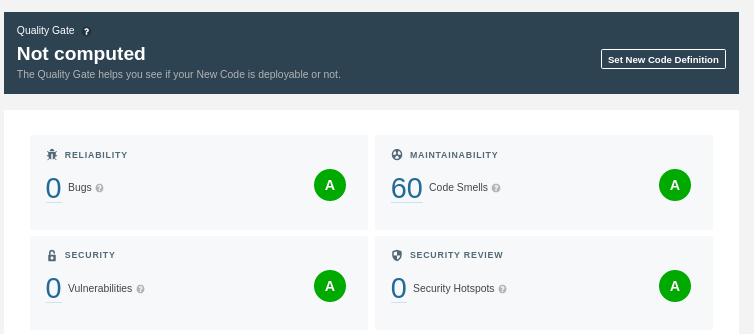 Quality Gate ?
Not computed
The Quality Gate helps you see if your New Code is deployable or not.
Set New Code Definition
RELIABILITY
0 Bugs ?
A
MAINTAINABILITY
60 Code Smells ?
A
SECURITY
0 Vulnerabilities ?
A
SECURITY REVIEW
0 Security Hotspots ?
A